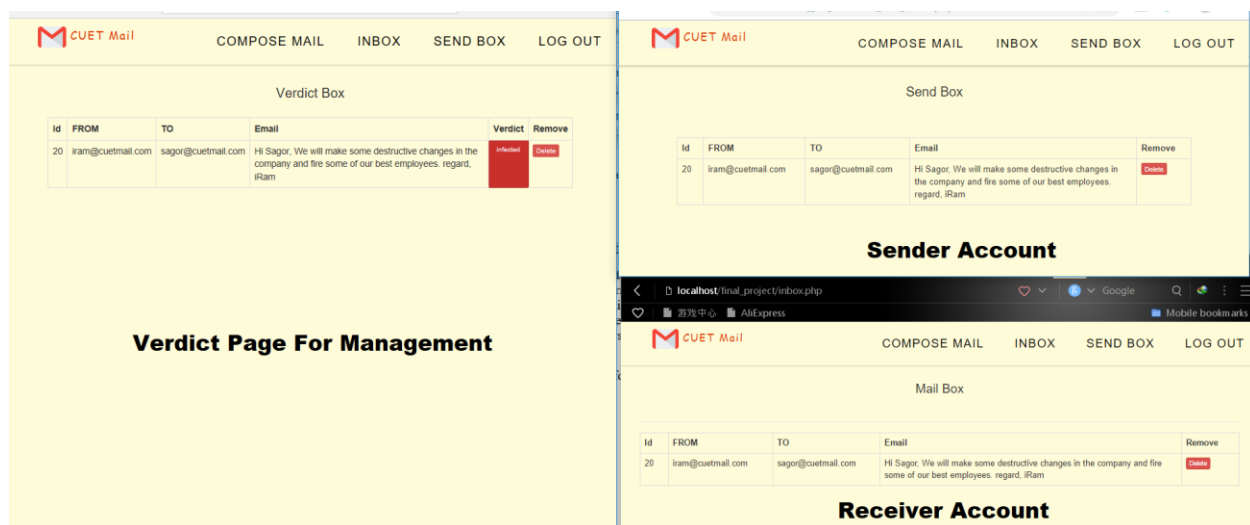 CUET Mail
COMPOSE MAIL INBOX SEND BOX LOG OUT
Verdict Box
Id FROM TO Email Verdict Remove
20 iram@cuetmail.com sagor@cuetmail.com Hi Sagor, We will make some destructive changes in the infected Delete
company and fire some of our best employees. regard,
iRam
Verdict Page For Management
CUET Mail
COMPOSE MAIL INBOX SEND BOX LOG OUT
Send Box
Id FROM TO Email Remove
20 iram@cuetmail.com sagor@cuetmail.com Hi Sagor, We will make some destructive changes in Delete
the company and fire some of our best employees.
regard, iRam
Sender Account
localhost/final_project/inbox.php Google
游戏中心 AliExpress Mobile bookmarks
CUET Mail
COMPOSE MAIL INBOX SEND BOX LOG OUT
Mail Box
Id FROM TO Email Remove
20 iram@cuetmail.com sagor@cuetmail.com Hi Sagor, We will make some destructive changes in the company and fire Delete
some of our best employees. regard, iRam
Receiver Account